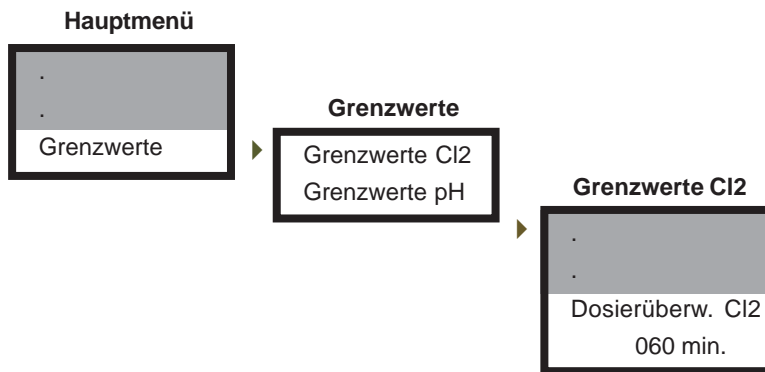 Hauptmenü
.
.
Grenzwerte
Grenzwerte
Grenzwerte Cl2
Grenzwerte pH
Grenzwerte Cl2
.
.
Dosierüberw. Cl2
060 min.